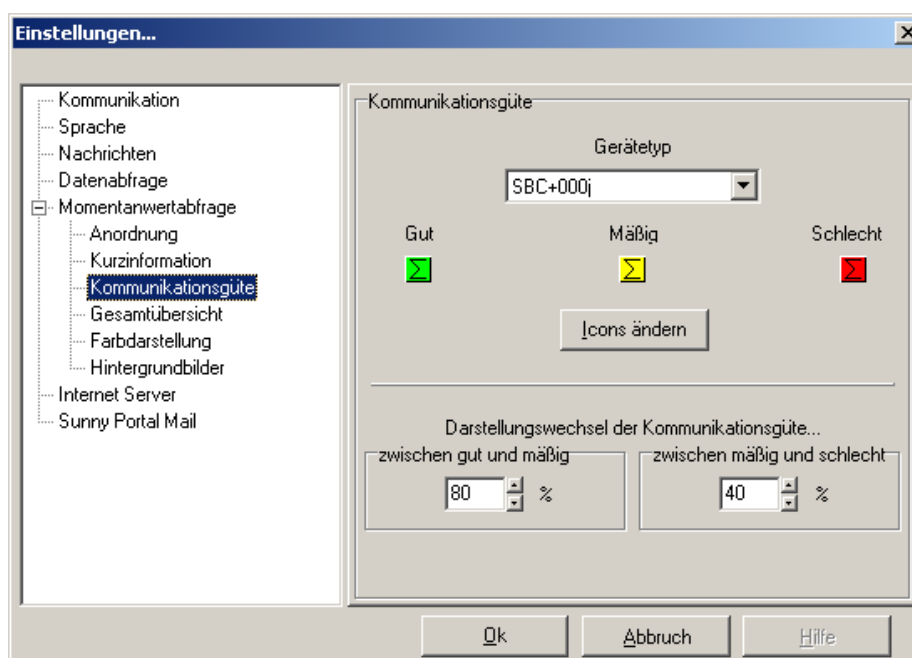 Einstellungen...
Kommunikation
Sprache
Nachrichten
Datenabfrage
Momentanwertabfrage
Anordnung
Kurzinformation
Kommunikationsgüte
Gesamtübersicht
Farbdarstellung
Hintergrundbilder
Internet Server
Sunny Portal Mail
Kommunikationsgüte
Gerätetyp
SBC+000j
Gut Mäßig Schlecht
Σ Σ Σ
Icons ändern
Darstellungswechsel der Kommunikationsgüte...
zwischen gut und mäßig
80 %
zwischen mäßig und schlecht
40 %
Ok Abbruch Hilfe